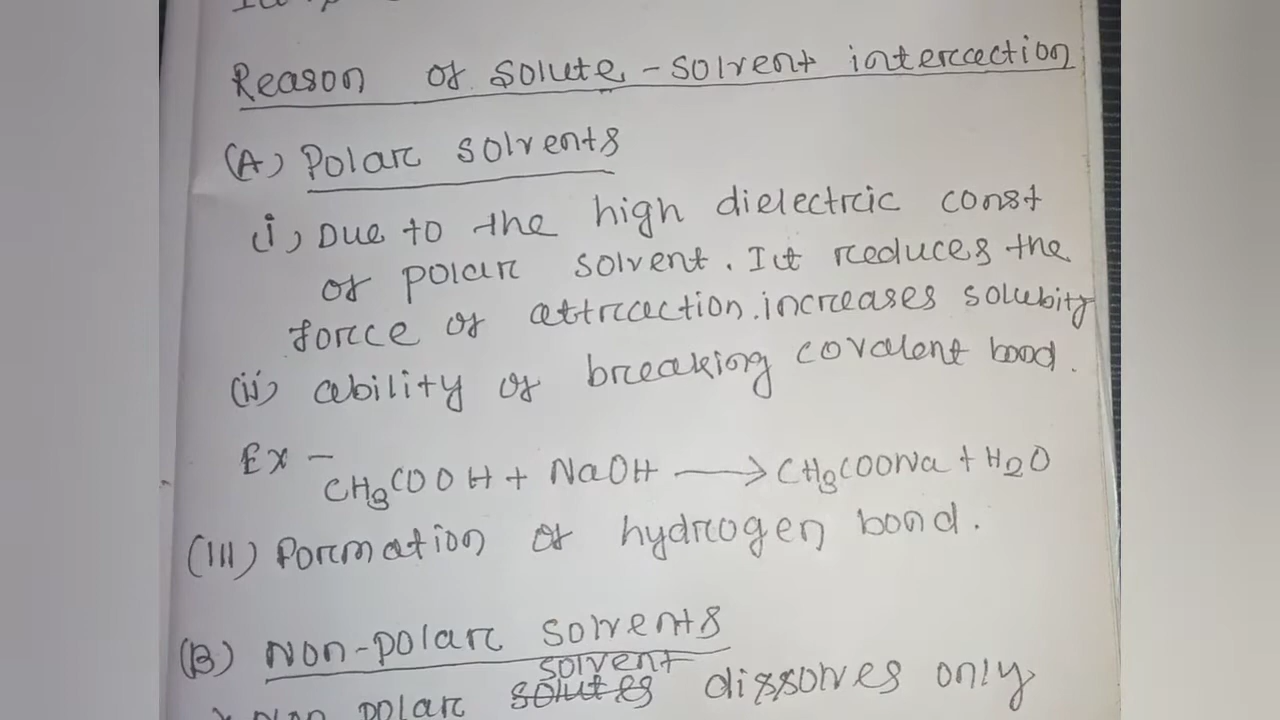 Reason of solute-solvent interaction
(A) Polar solvents
(i) Due to the high dielectric const
of polar solvent. It reduces the
force of attraction. increases solubity
(ii) ability of breaking covalent bond.
Ex - CH3COOH + NaOH → CH3COONa + H2O
(III) Formation of hydrogen bond.
(B) Non-polar solvents
solvent
polar solutes dissolves only